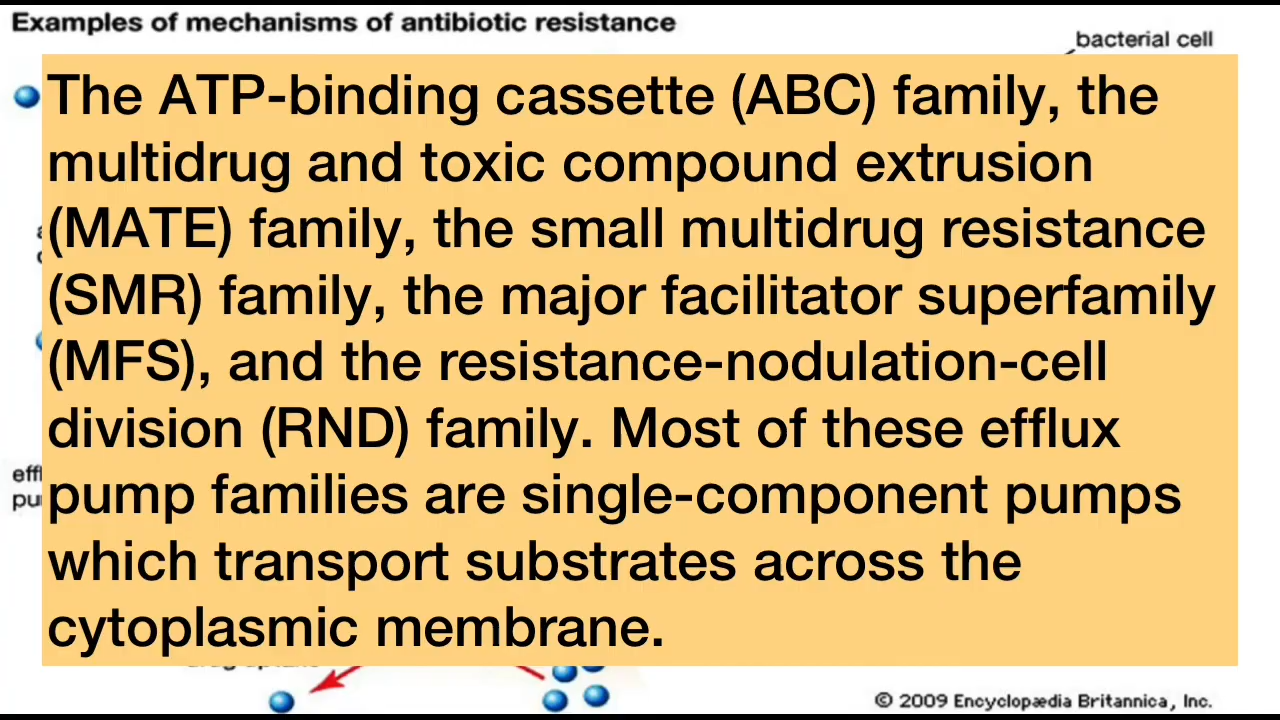 Examples of mechanisms of antibiotic resistance
bacterial cell
The ATP-binding cassette (ABC) family, the
multidrug and toxic compound extrusion
(MATE) family, the small multidrug resistance
(SMR) family, the major facilitator superfamily
(MFS), and the resistance-nodulation-cell
division (RND) family. Most of these efflux
pump families are single-component pumps
which transport substrates across the
cytoplasmic membrane.
© 2009 Encyclopædia Britannica, Inc.